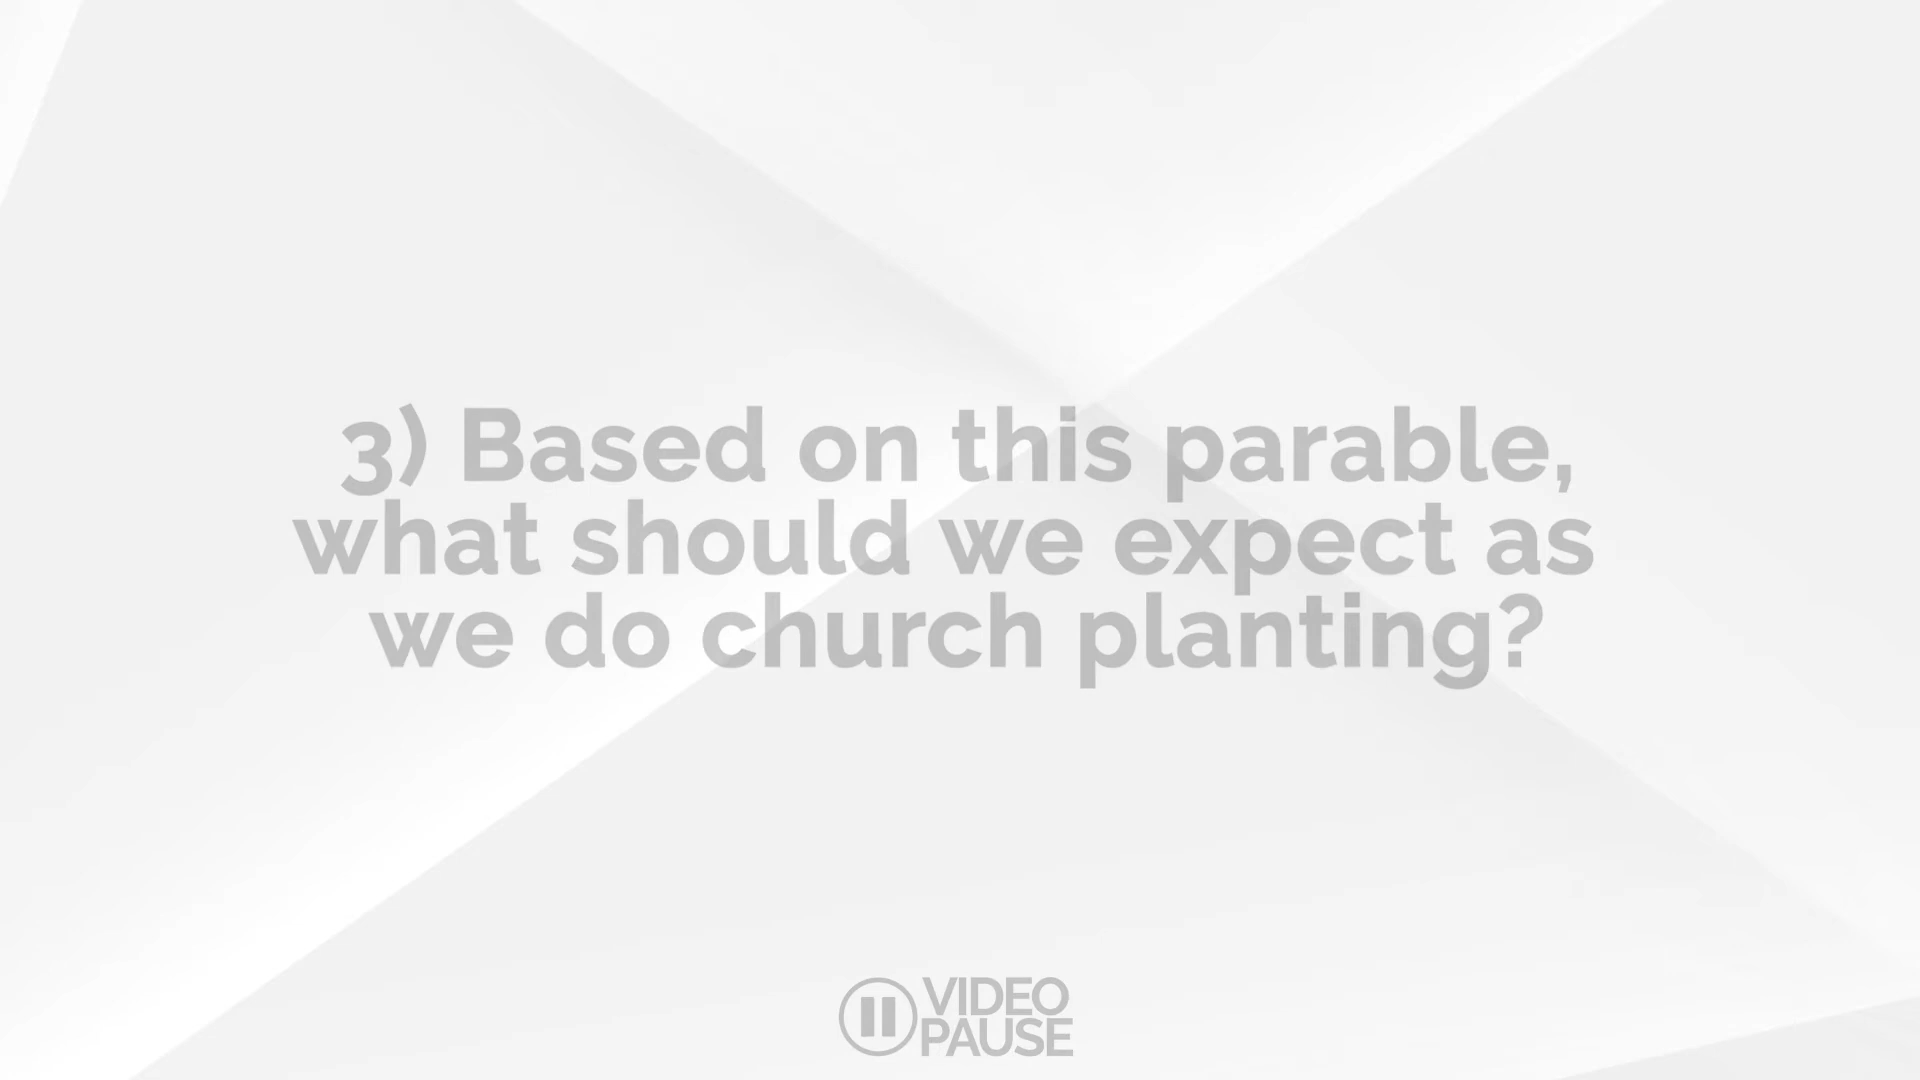 3) Based on this parable,
what should we expect as
we do church planting?
VIDEO
PAUSE